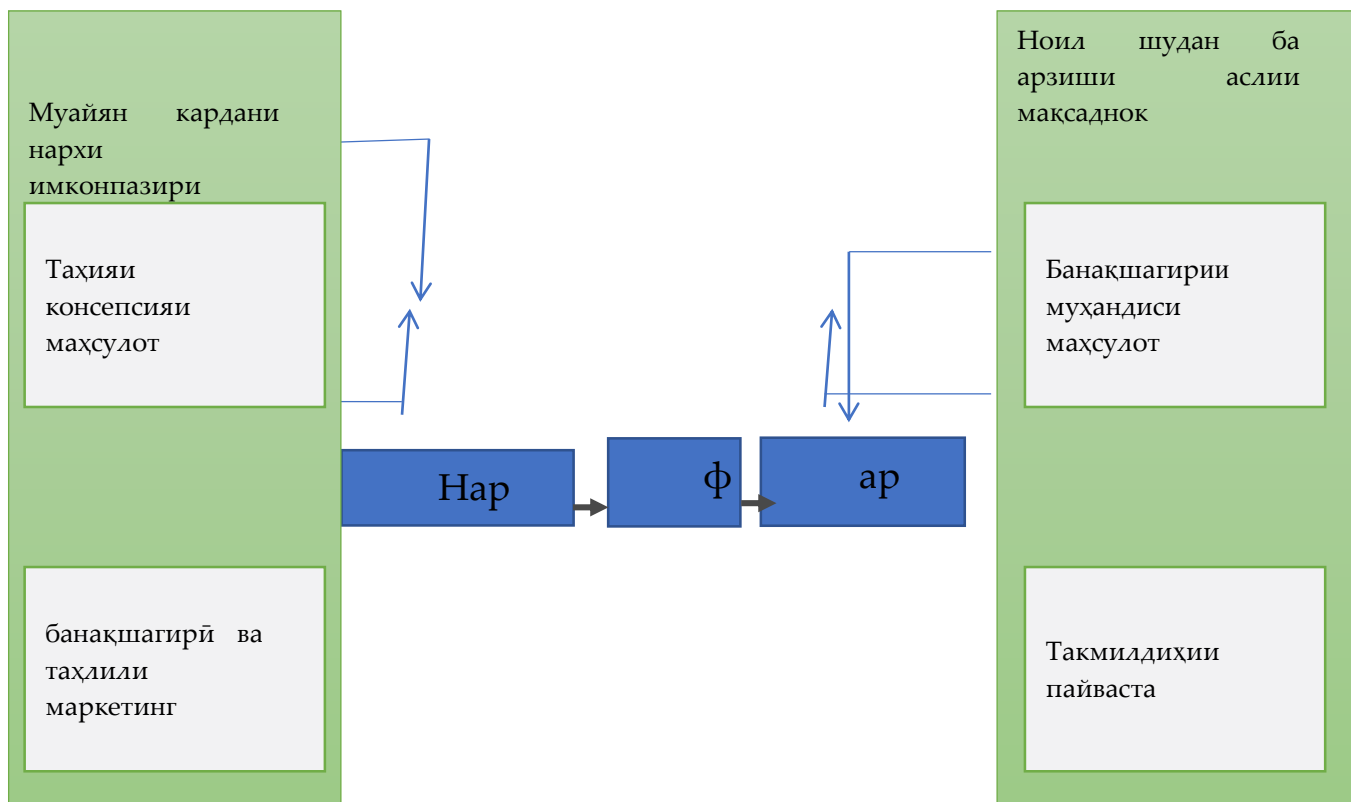 Муайян кардани
нархи
имконпазири
Таҳияи
консепсияи
маҳсулот
банақшагирӣ ва
таҳлили
маркетинг
Нар
ф
ар
Ноил шудан ба
арзиши аслии
мақсаднок
Банақшагирии
муҳандиси
маҳсулот
Такмилдиҳии
пайваста